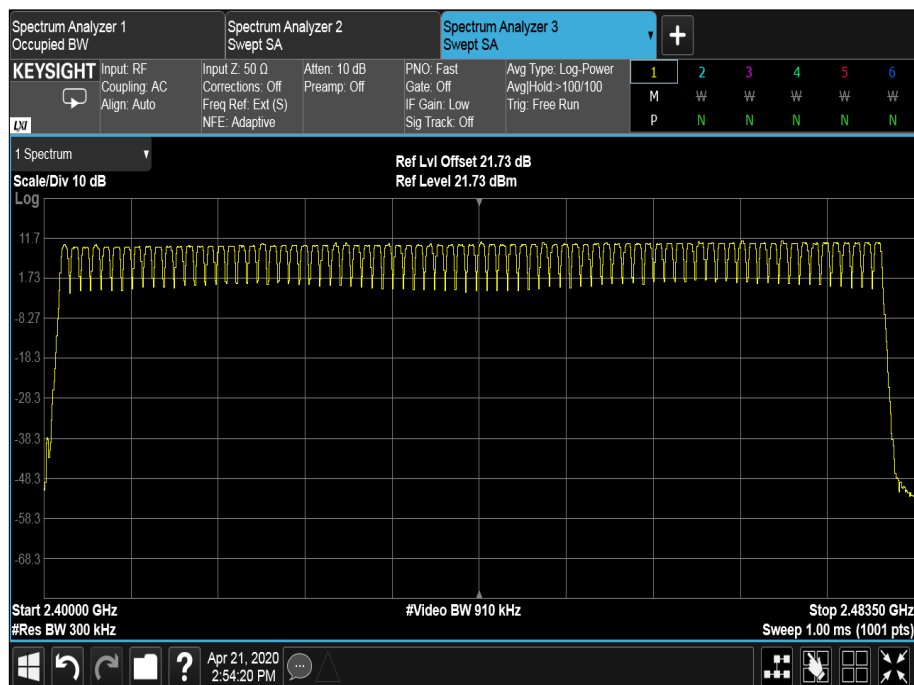 Spectrum Analyzer 1
Occupied BW
Spectrum Analyzer 2
Swept SA
Spectrum Analyzer 3
Swept SA
+
KEYSIGHT
LXI
Input: RF
Coupling: AC
Align: Auto
Input Z: 50 Ω
Corrections: Off
Freq Ref: Ext (S)
NFE: Adaptive
Atten: 10 dB
Preamp: Off
PNO: Fast
Gate: Off
IF Gain: Low
Sig Track: Off
Avg Type: Log-Power
Avg|Hold:>100/100
Trig: Free Run
1 2 3 4 5 6
M W W W W W
P N N N N N
1 Spectrum
Scale/Div 10 dB
Ref Lvl Offset 21.73 dB
Ref Level 21.73 dBm
Log
11.7
1.73
-8.27
-18.3
-28.3
-38.3
-48.3
-58.3
-68.3
Start 2.40000 GHz
#Res BW 300 kHz
#Video BW 910 kHz
Stop 2.48350 GHz
Sweep 1.00 ms (1001 pts)
?
Apr 21, 2020
2:54:20 PM